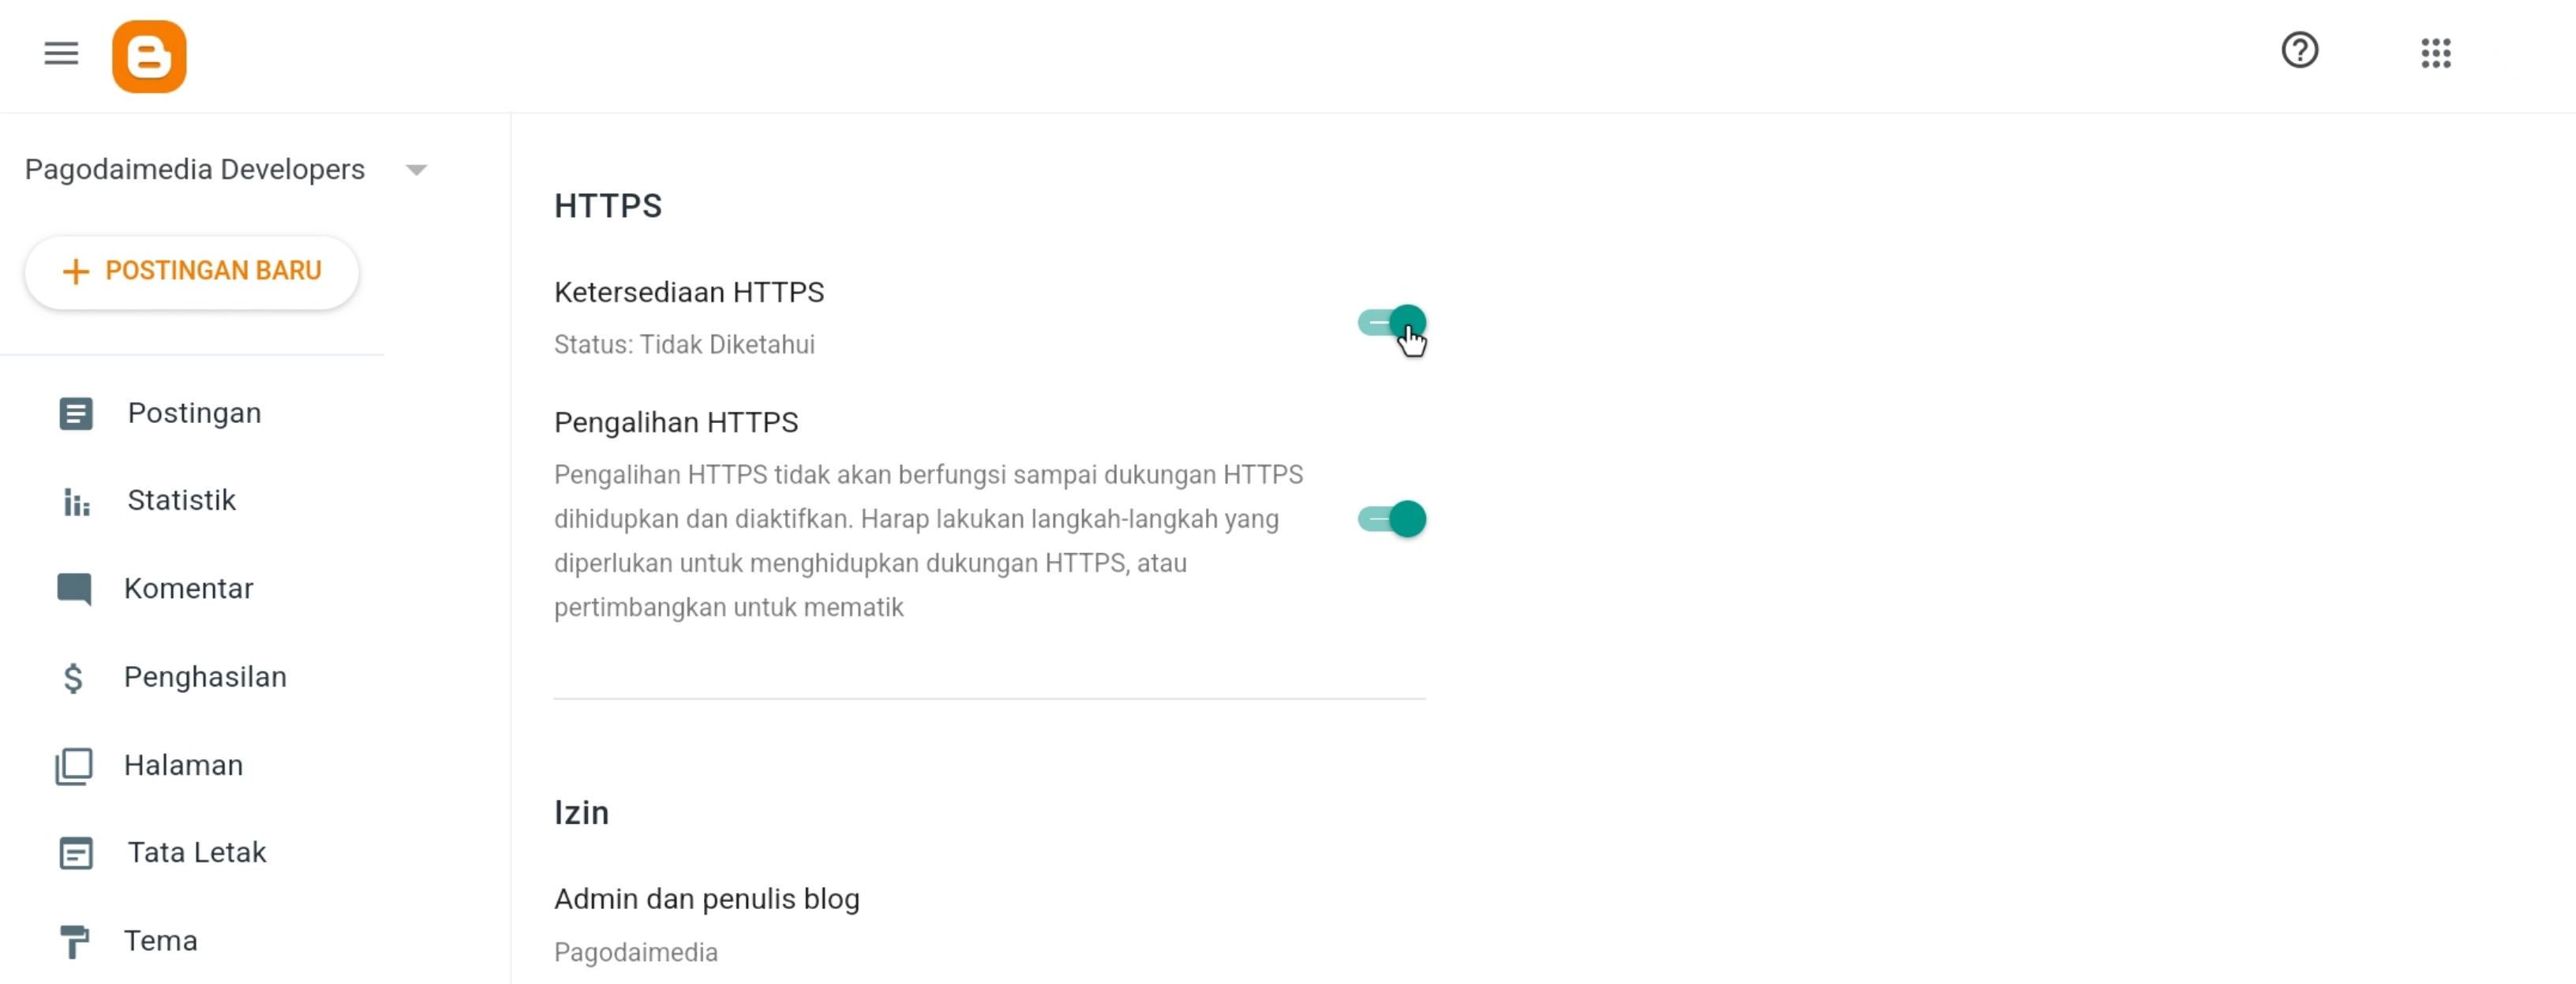 Pagodaimedia Developers
POSTINGAN BARU
Postingan
Statistik
Komentar
Penghasilan
Halaman
Tata Letak
Tema
HTTPS
Ketersediaan HTTPS
Status: Tidak Diketahui
Pengalihan HTTPS
Pengalihan HTTPS tidak akan berfungsi sampai dukungan HTTPS
dihidupkan dan diaktifkan. Harap lakukan langkah-langkah yang
diperlukan untuk menghidupkan dukungan HTTPS, atau
pertimbangkan untuk mematik
Izin
Admin dan penulis blog
Pagodaimedia